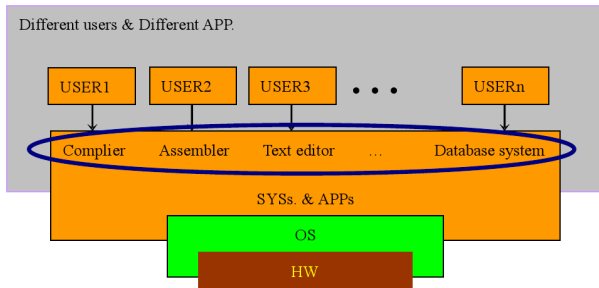 Different users & Different APP.
USER1 USER2 USER3 • • • USERn
Complier Assembler Text editor ... Database system
SYSs. & APPs
OS
HW